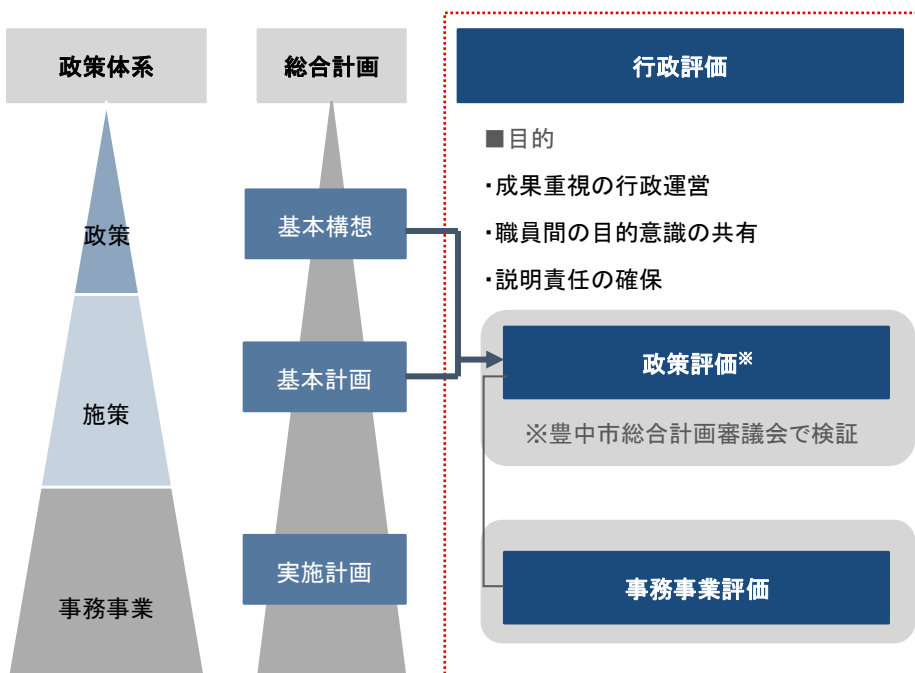 政策体系
総合計画
行政評価
政策
施策
事務事業
基本構想
基本計画
実施計画
■目的
・成果重視の行政運営
・職員間の目的意識の共有
・説明責任の確保
政策評価※
※豊中市総合計画審議会で検証
事務事業評価